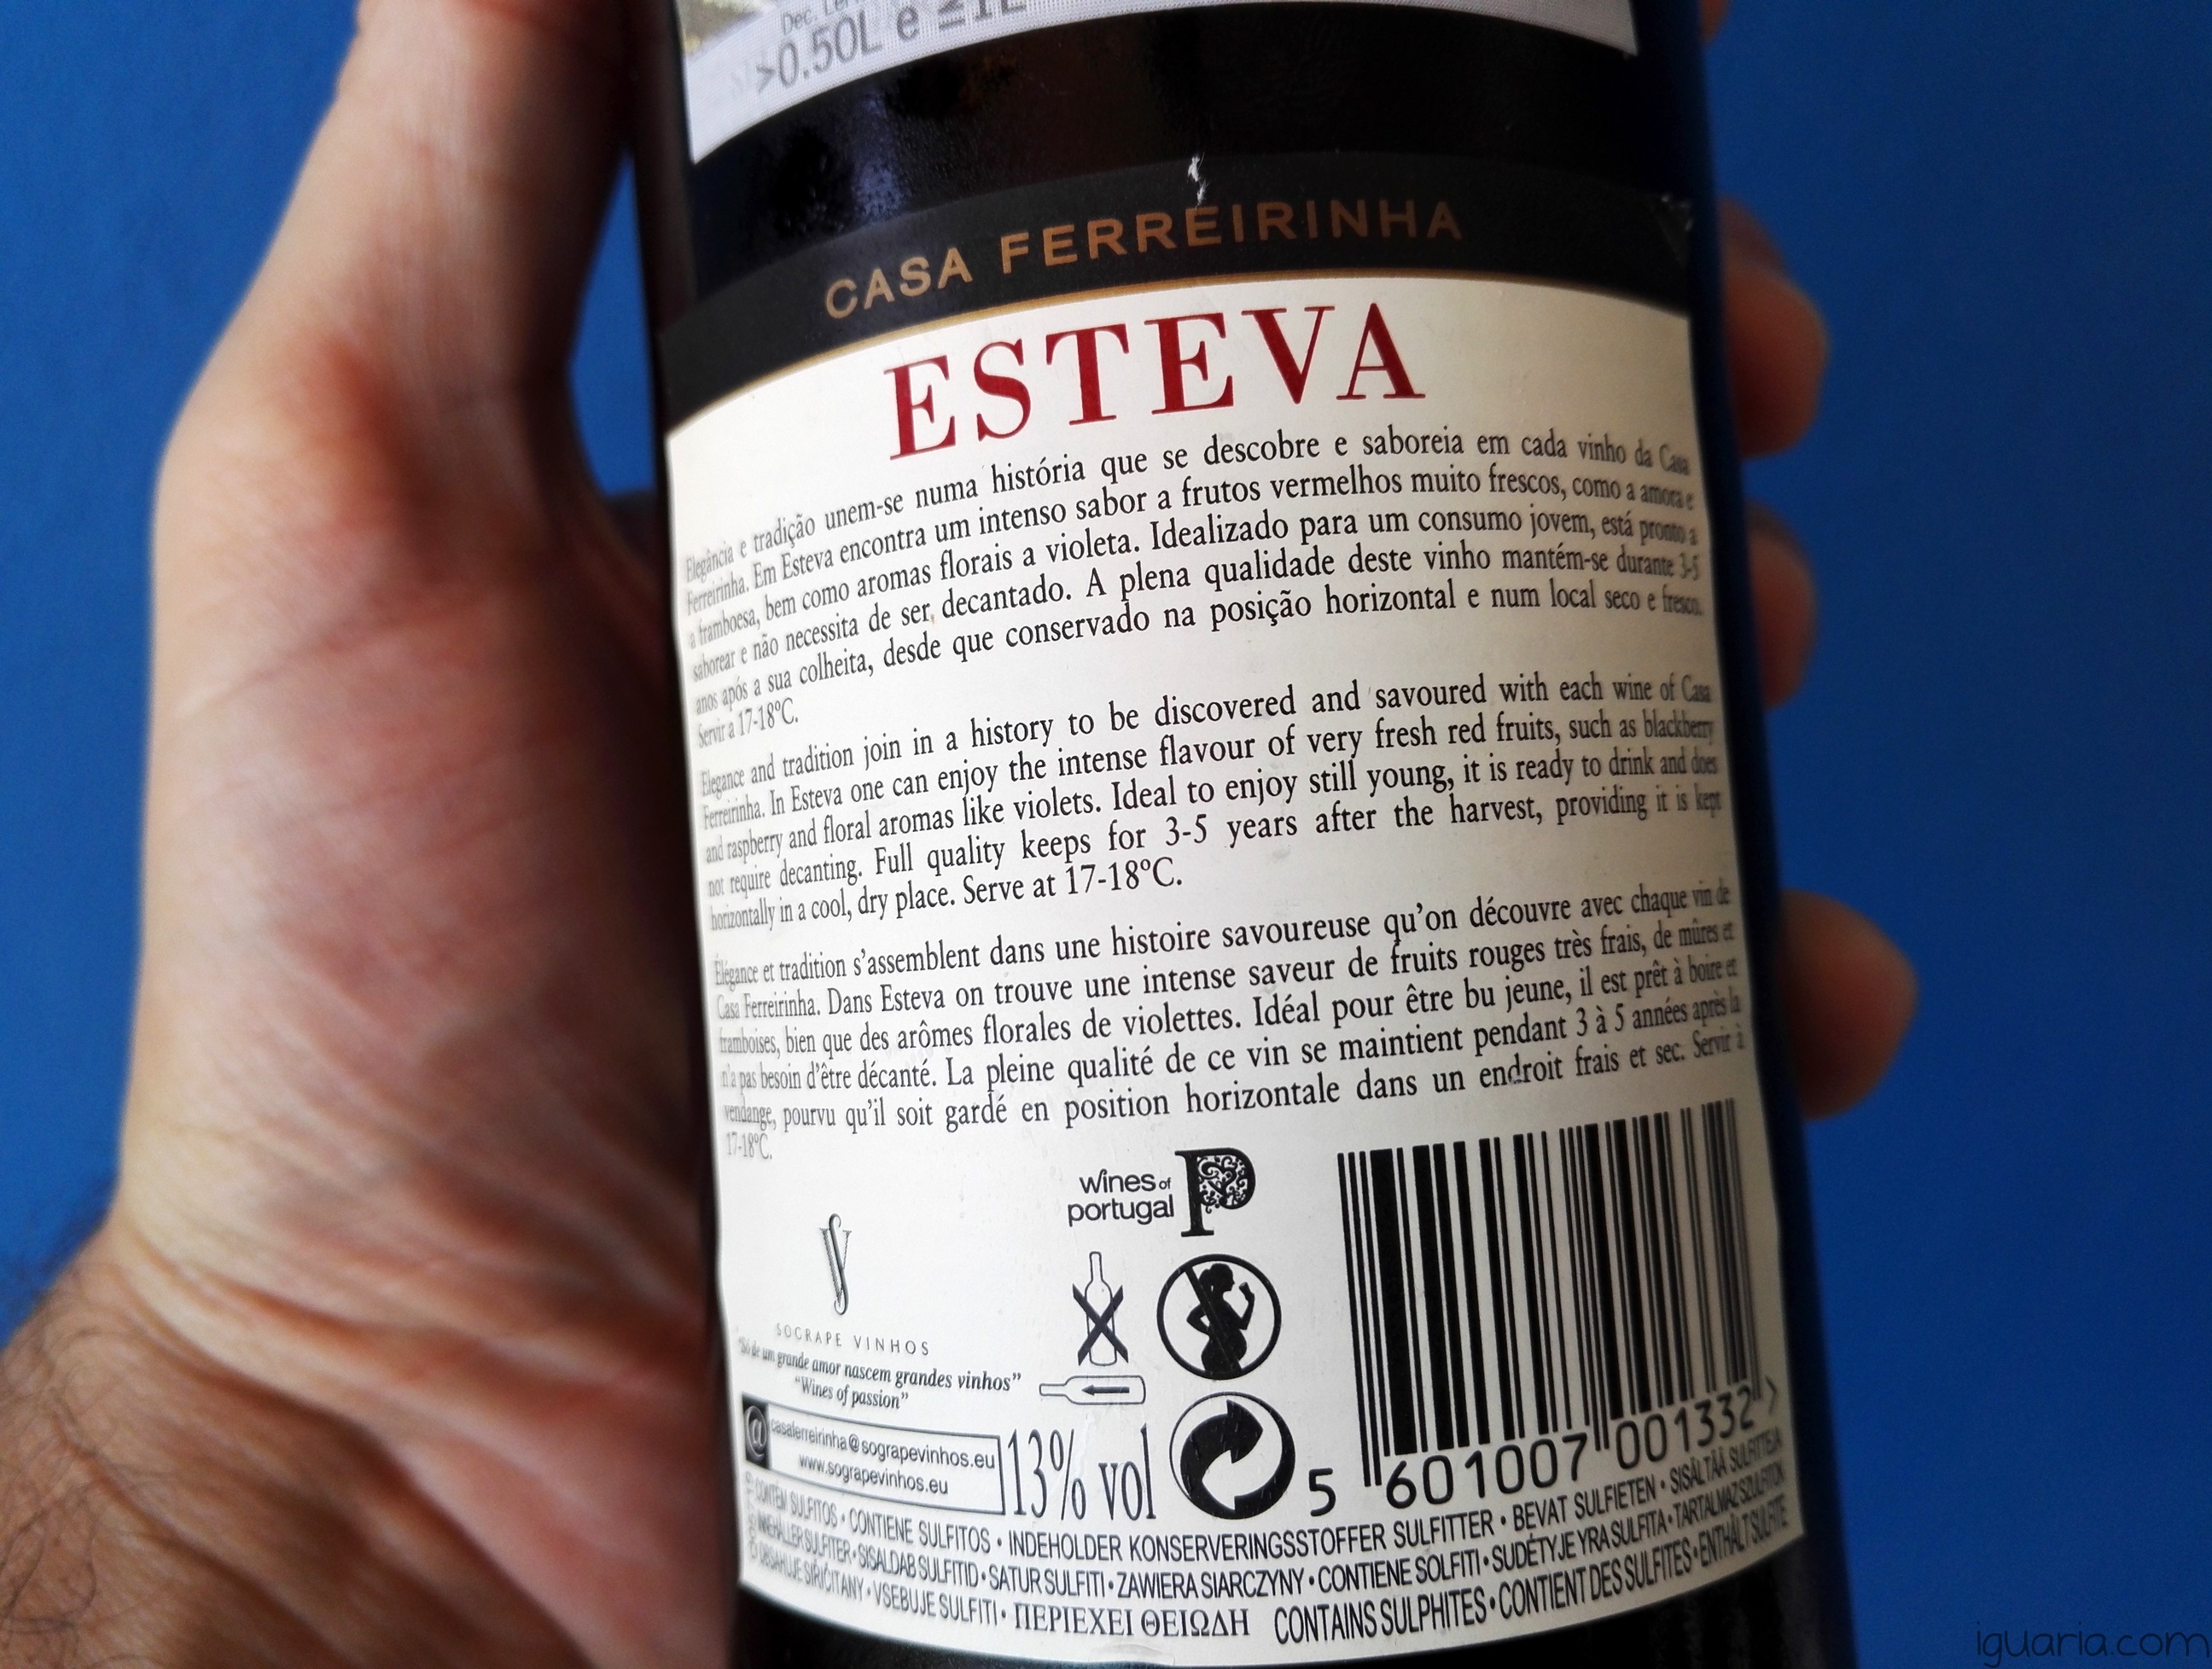 Dec. Le
>0.50L e ≤1L
CASA FERREIRINHA
ESTEVA
Elegância e tradição unem-se numa história que se descobre e saboreia em cada vinho da Casa
Ferreirinha. Em Esteva encontra um intenso sabor a frutos vermelhos muito frescos, como a amora e
a framboesa, bem como aromas florais a violeta. Idealizado para um consumo jovem, está pronto a
saborear e não necessita de ser decantado. A plena qualidade deste vinho mantém-se durante 3-5
anos após a sua colheita, desde que conservado na posição horizontal e num local seco e fresco.
Servir a 17-18ºC.
Elegance and tradition join in a history to be discovered and savoured with each wine of Casa
Ferreirinha. In Esteva one can enjoy the intense flavour of very fresh red fruits, such as blackberry
and raspberry and floral aromas like violets. Ideal to enjoy still young, it is ready to drink and does
not require decanting. Full quality keeps for 3-5 years after the harvest, providing it is kept
horizontally in a cool, dry place. Serve at 17-18ºC.
Élégance et tradition s'assemblent dans une histoire savoureuse qu'on découvre avec chaque vin de
Casa Ferreirinha. Dans Esteva on trouve une intense saveur de fruits rouges très frais, de mûres et
framboises, bien que des arômes florales de violettes. Idéal pour être bu jeune, il est prêt à boire et
n'a pas besoin d'être décanté. La pleine qualité de ce vin se maintient pendant 3 à 5 années après la
vendange, pourvu qu'il soit gardé en position horizontale dans un endroit frais et sec. Servir à
17-18ºC.
wines of
portugal P
SOGRAPE VINHOS
"Só de um grande amor nascem grandes vinhos"
"Wines of passion"
@ casaferreirinha@sograpevinhos.eu
www.sograpevinhos.eu
13% vol
5 601007 001332 >
CONTÉM SULFITOS • CONTIENE SULFITOS • INDEHOLDER KONSERVERINGSSTOFFER SULFITTER • BEVAT SULFIETEN • SISÄLTÄÄ SULFIITTEJA
INNEHÅLLER SULFITER • SISALDAB SULFITID • SATUR SULFITI • ZAWIERA SIARCZYNY • CONTIENE SOLFITI • SUDĖTYJE YRA SULFITA • TARTALMAZ SZULFITOK
OBSAHUJE SIŘIČITANY • VSEBUJE SULFITI • ΠΕΡΙΕΧΕΙ ΘΕΙΩΔΗ CONTAINS SULPHITES • CONTIENT DES SULFITES • ENTHÄLT SULFITE
iguaria.com